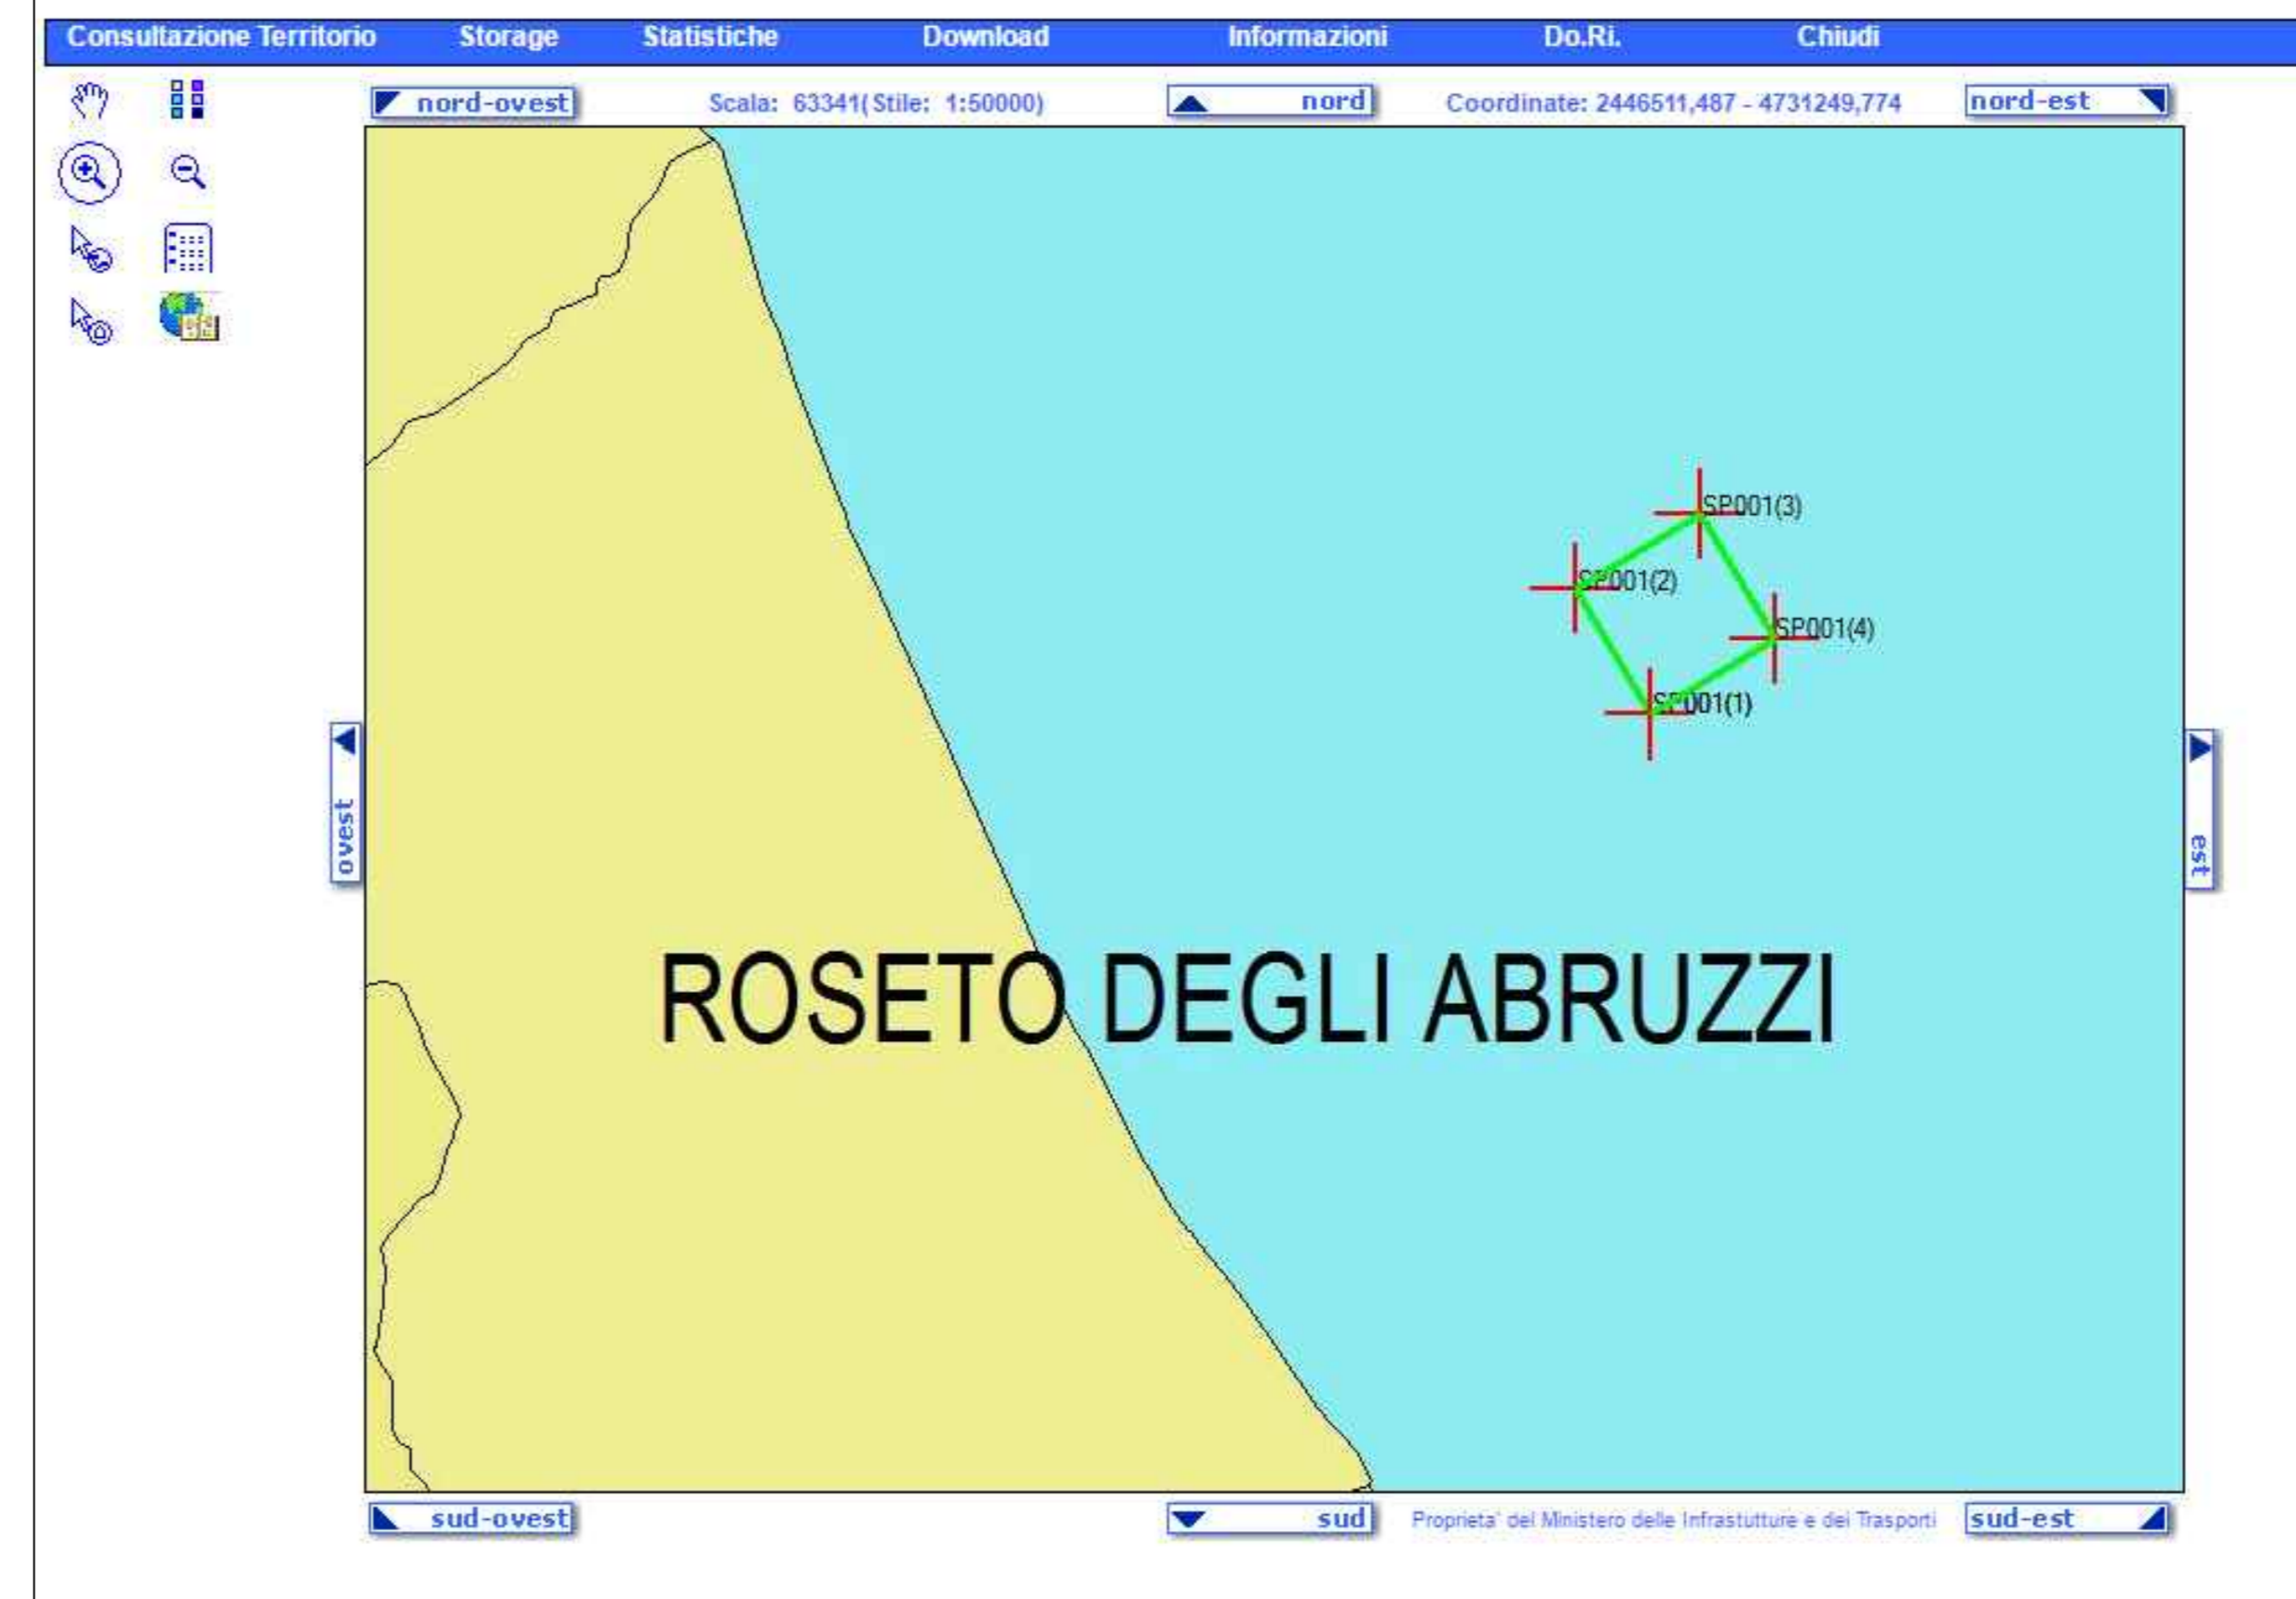 Consultazione Territorio Storage Statistiche Download Informazioni Do.Ri. Chiudi
nord-ovest Scala: 63341(Stile: 1:50000) nord Coordinate: 2446511,487 - 4731249,774 nord-est
SP001(3)
SP001(2)
SP001(4)
SP001(1)
ovest
est
ROSETO DEGLI ABRUZZI
sud-ovest sud Proprieta' del Ministero delle Infrastutture e dei Trasporti sud-est